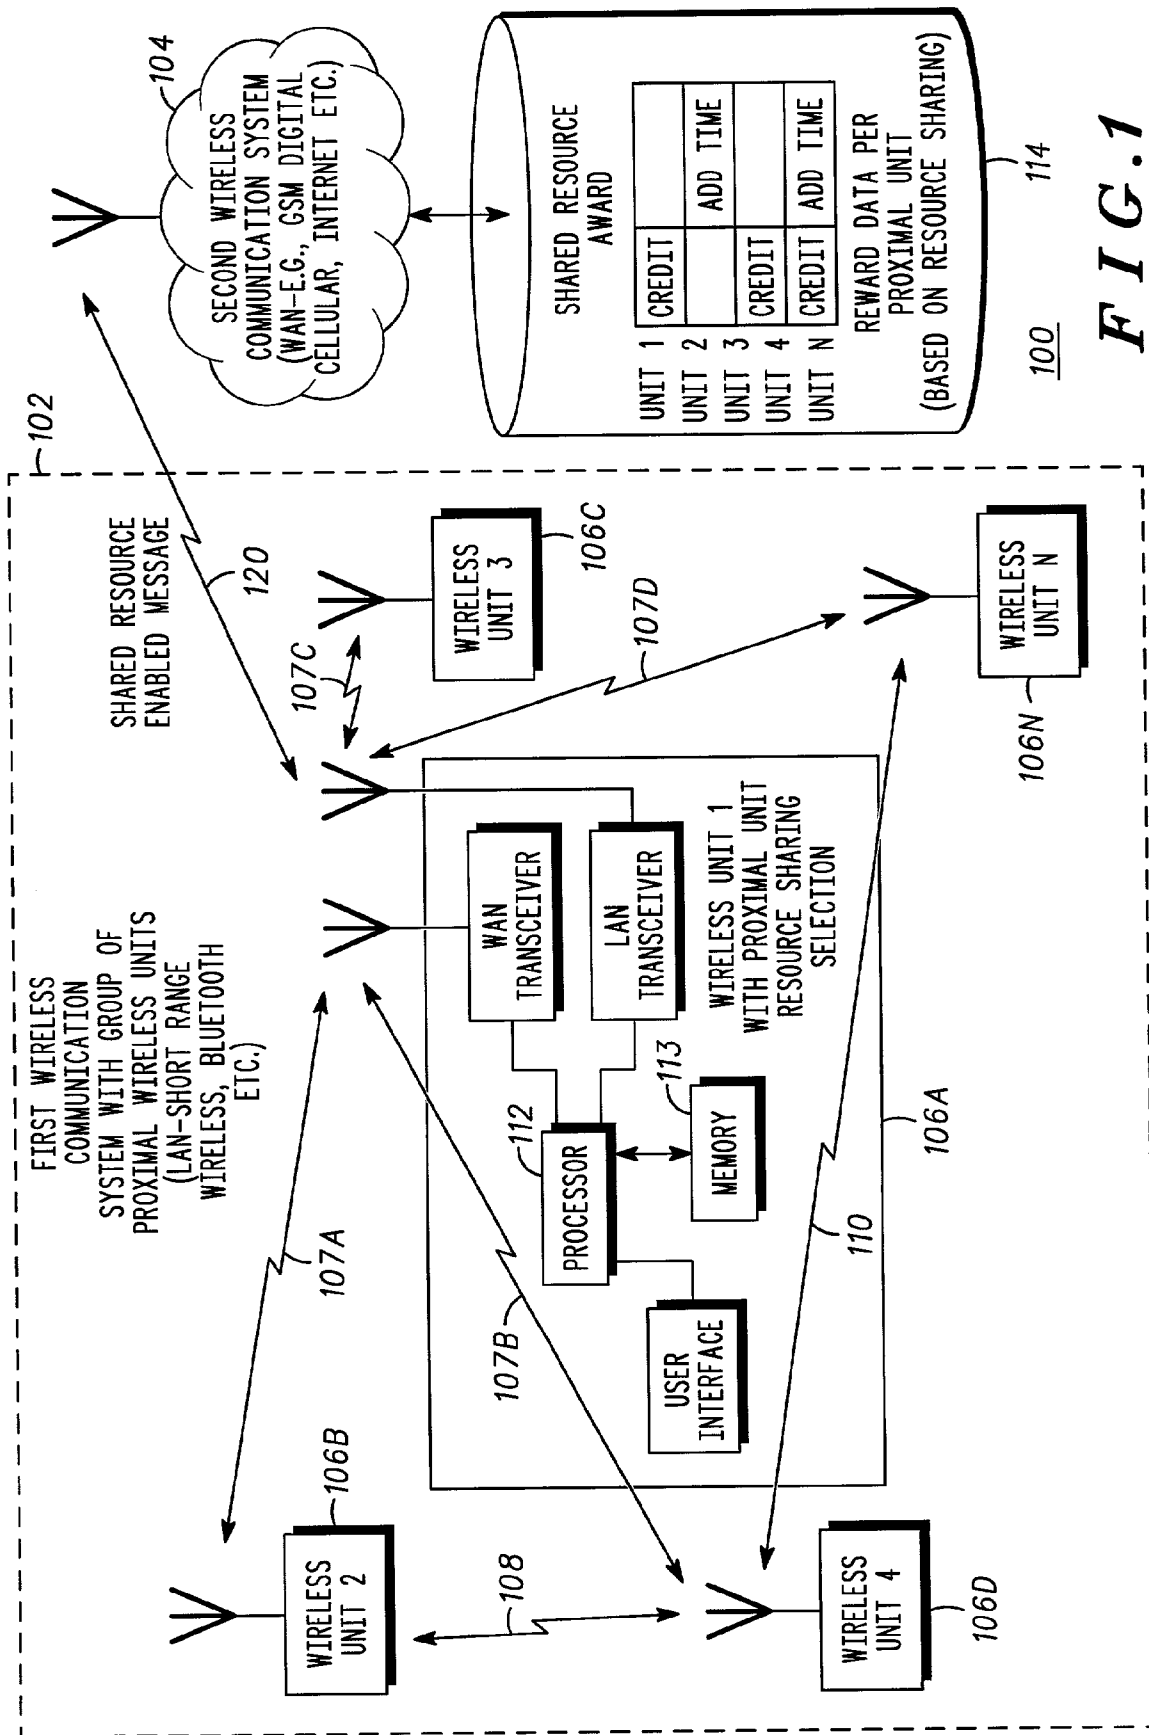 FIRST WIRELESS
COMMUNICATION
SYSTEM WITH GROUP OF
PROXIMAL WIRELESS UNITS
(LAN-SHORT RANGE
WIRELESS, BLUETOOTH
ETC.)
SHARED RESOURCE
ENABLED MESSAGE
102
104
SECOND WIRELESS
COMMUNICATION SYSTEM
(WAN-E.G., GSM DIGITAL
CELLULAR, INTERNET ETC.)
120
107A
107C
106B
WIRELESS
UNIT 2
WIRELESS
UNIT 3
106C
107B
107D
108
WAN
TRANSCEIVER
LAN
TRANSCEIVER
112
PROCESSOR
113
MEMORY
USER
INTERFACE
WIRELESS UNIT 1
WITH PROXIMAL UNIT
RESOURCE SHARING
SELECTION
106A
110
WIRELESS
UNIT 4
106D
WIRELESS
UNIT N
106N
SHARED RESOURCE
AWARD
UNIT 1 CREDIT
UNIT 2 ADD TIME
UNIT 3
UNIT 4 CREDIT
UNIT N CREDIT ADD TIME
REWARD DATA PER
PROXIMAL UNIT
(BASED ON RESOURCE SHARING)
114
100
FIG.1